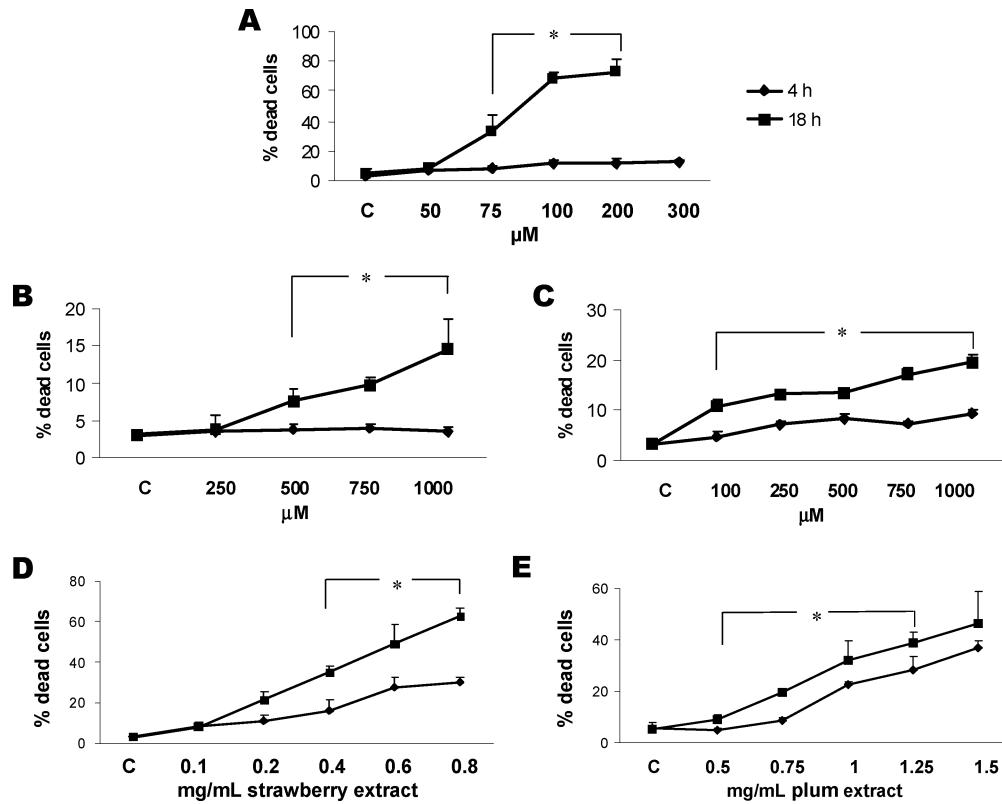 A
% dead cells
100
80
60
40
20
0
*
C 50 75 100 200 300
µM
4 h
18 h
B
% dead cells
20
15
10
5
0
*
C 250 500 750 1000
µM
C
% dead cells
30
20
10
0
*
C 100 250 500 750 1000
µM
D
% dead cells
80
60
40
20
0
*
C 0.1 0.2 0.4 0.6 0.8
mg/mL strawberry extract
E
% dead cells
60
40
20
0
*
C 0.5 0.75 1 1.25 1.5
mg/mL plum extract